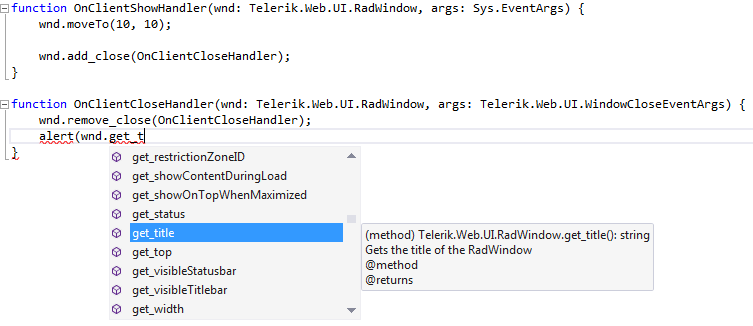 function OnClientShowHandler(wnd: Telerik.Web.UI.RadWindow, args: Sys.EventArgs) {
wnd.moveTo(10, 10);
wnd.add_close(OnClientCloseHandler);
}
function OnClientCloseHandler(wnd: Telerik.Web.UI.RadWindow, args: Telerik.Web.UI.WindowCloseEventArgs) {
wnd.remove_close(OnClientCloseHandler);
alert(wnd.get_t
}
get_restrictionZoneID
get_showContentDuringLoad
get_showOnTopWhenMaximized
get_status
get_title
get_top
get_visibleStatusbar
get_visibleTitlebar
get_width
(method) Telerik.Web.UI.RadWindow.get_title(): string
Gets the title of the RadWindow
@method
@returns